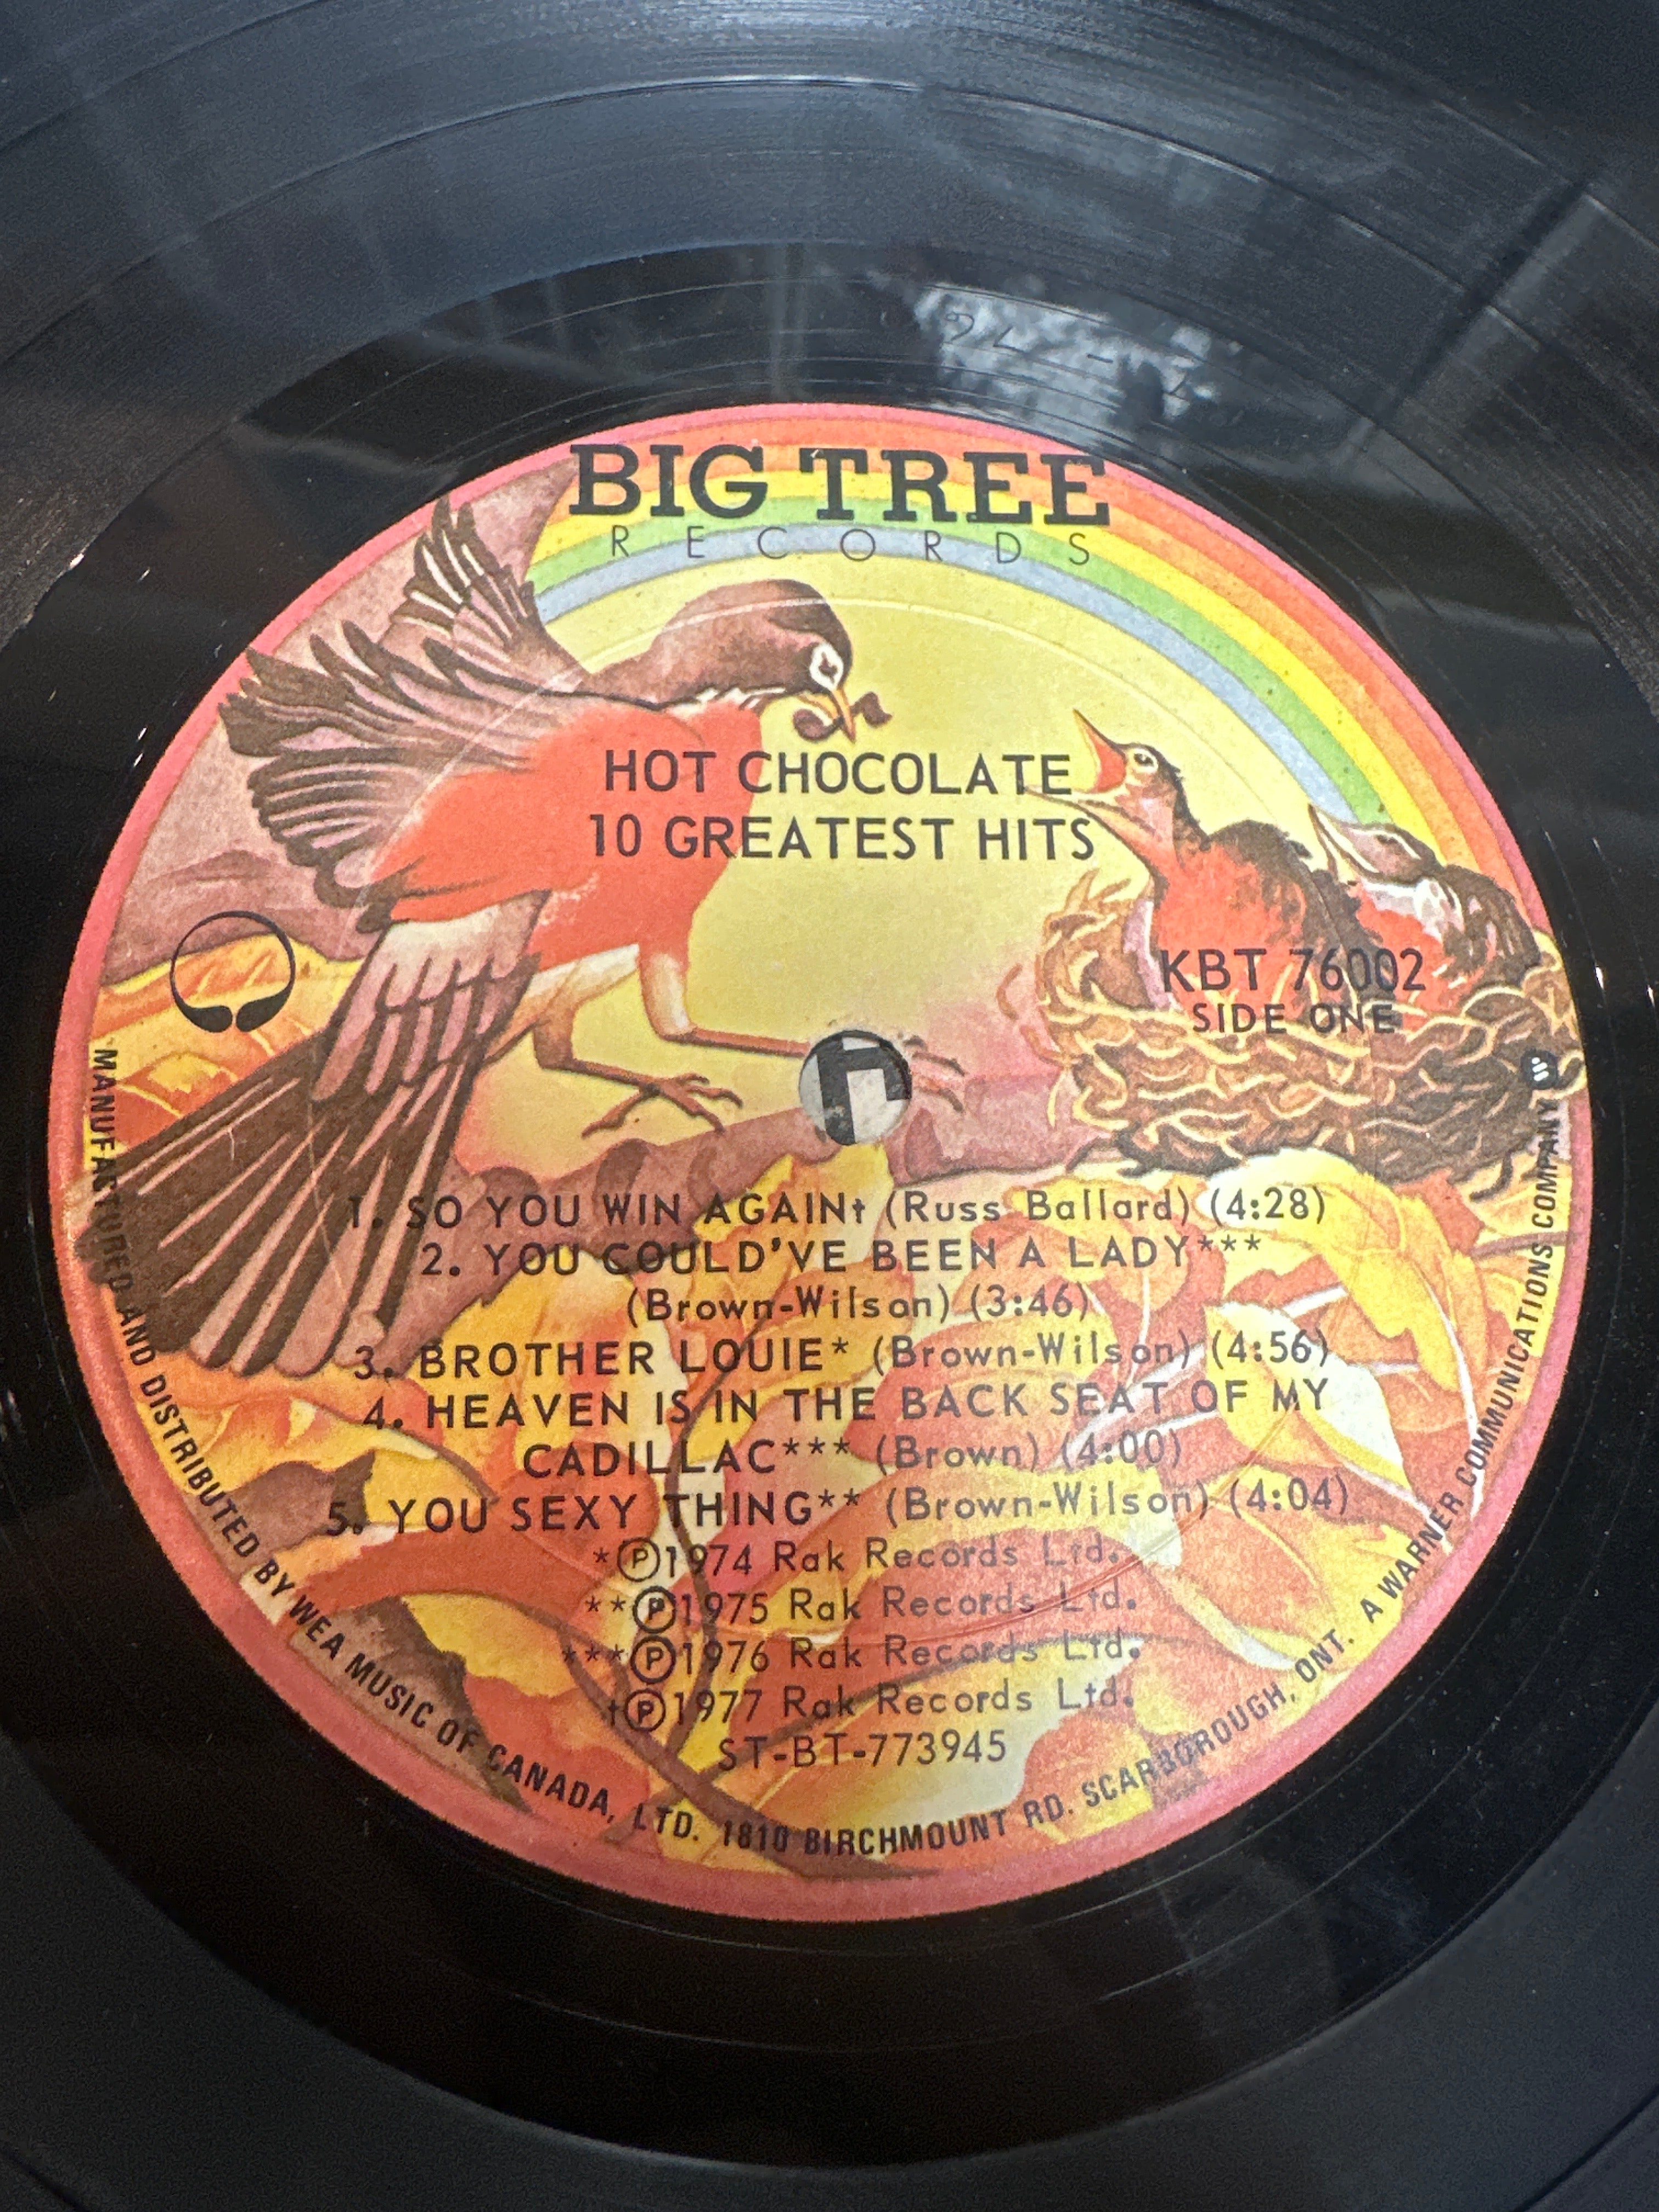 BIG TREE
RECORDS
HOT CHOCOLATE
10 GREATEST HITS
KBT 76002
SIDE ONE
1. SO YOU WIN AGAIN† (Russ Ballard) (4:28)
2. YOU COULD'VE BEEN A LADY***
(Brown-Wilson) (3:46)
3. BROTHER LOUIE* (Brown-Wilson) (4:56)
4. HEAVEN IS IN THE BACK SEAT OF MY
CADILLAC*** (Brown) (4:00)
5. YOU SEXY THING** (Brown-Wilson) (4:04)
*Ⓟ1974 Rak Records Ltd.
**Ⓟ1975 Rak Records Ltd.
***Ⓟ1976 Rak Records Ltd.
†Ⓟ1977 Rak Records Ltd.
ST-BT-773945
MANUFACTURED AND DISTRIBUTED BY WEA MUSIC OF CANADA, LTD. 1810 BIRCHMOUNT RD. SCARBOROUGH, ONT. A WARNER COMMUNICATIONS COMPANY